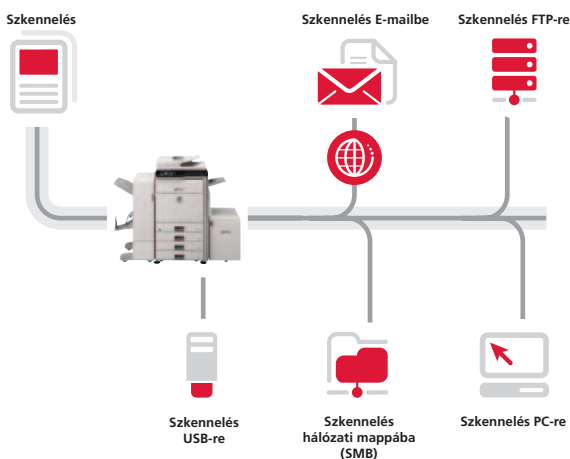 Szkennelés
Szkennelés E-mailbe
Szkennelés FTP-re
Szkennelés
USB-re
Szkennelés
hálózati mappába
(SMB)
Szkennelés PC-re